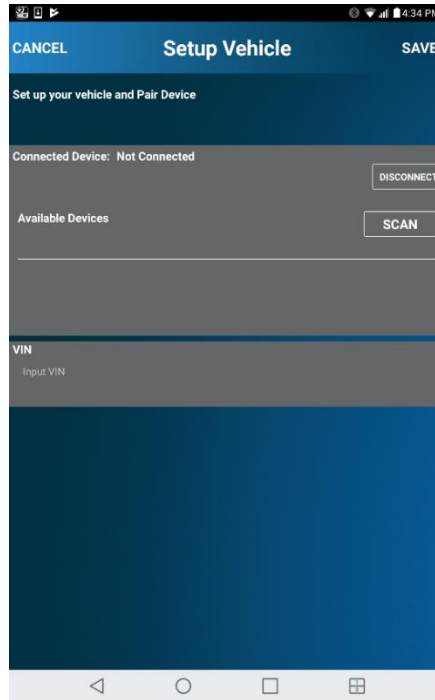 4:34 PM
CANCEL Setup Vehicle SAVE
Set up your vehicle and Pair Device
Connected Device: Not Connected
DISCONNECT
Available Devices
SCAN
VIN
Input VIN